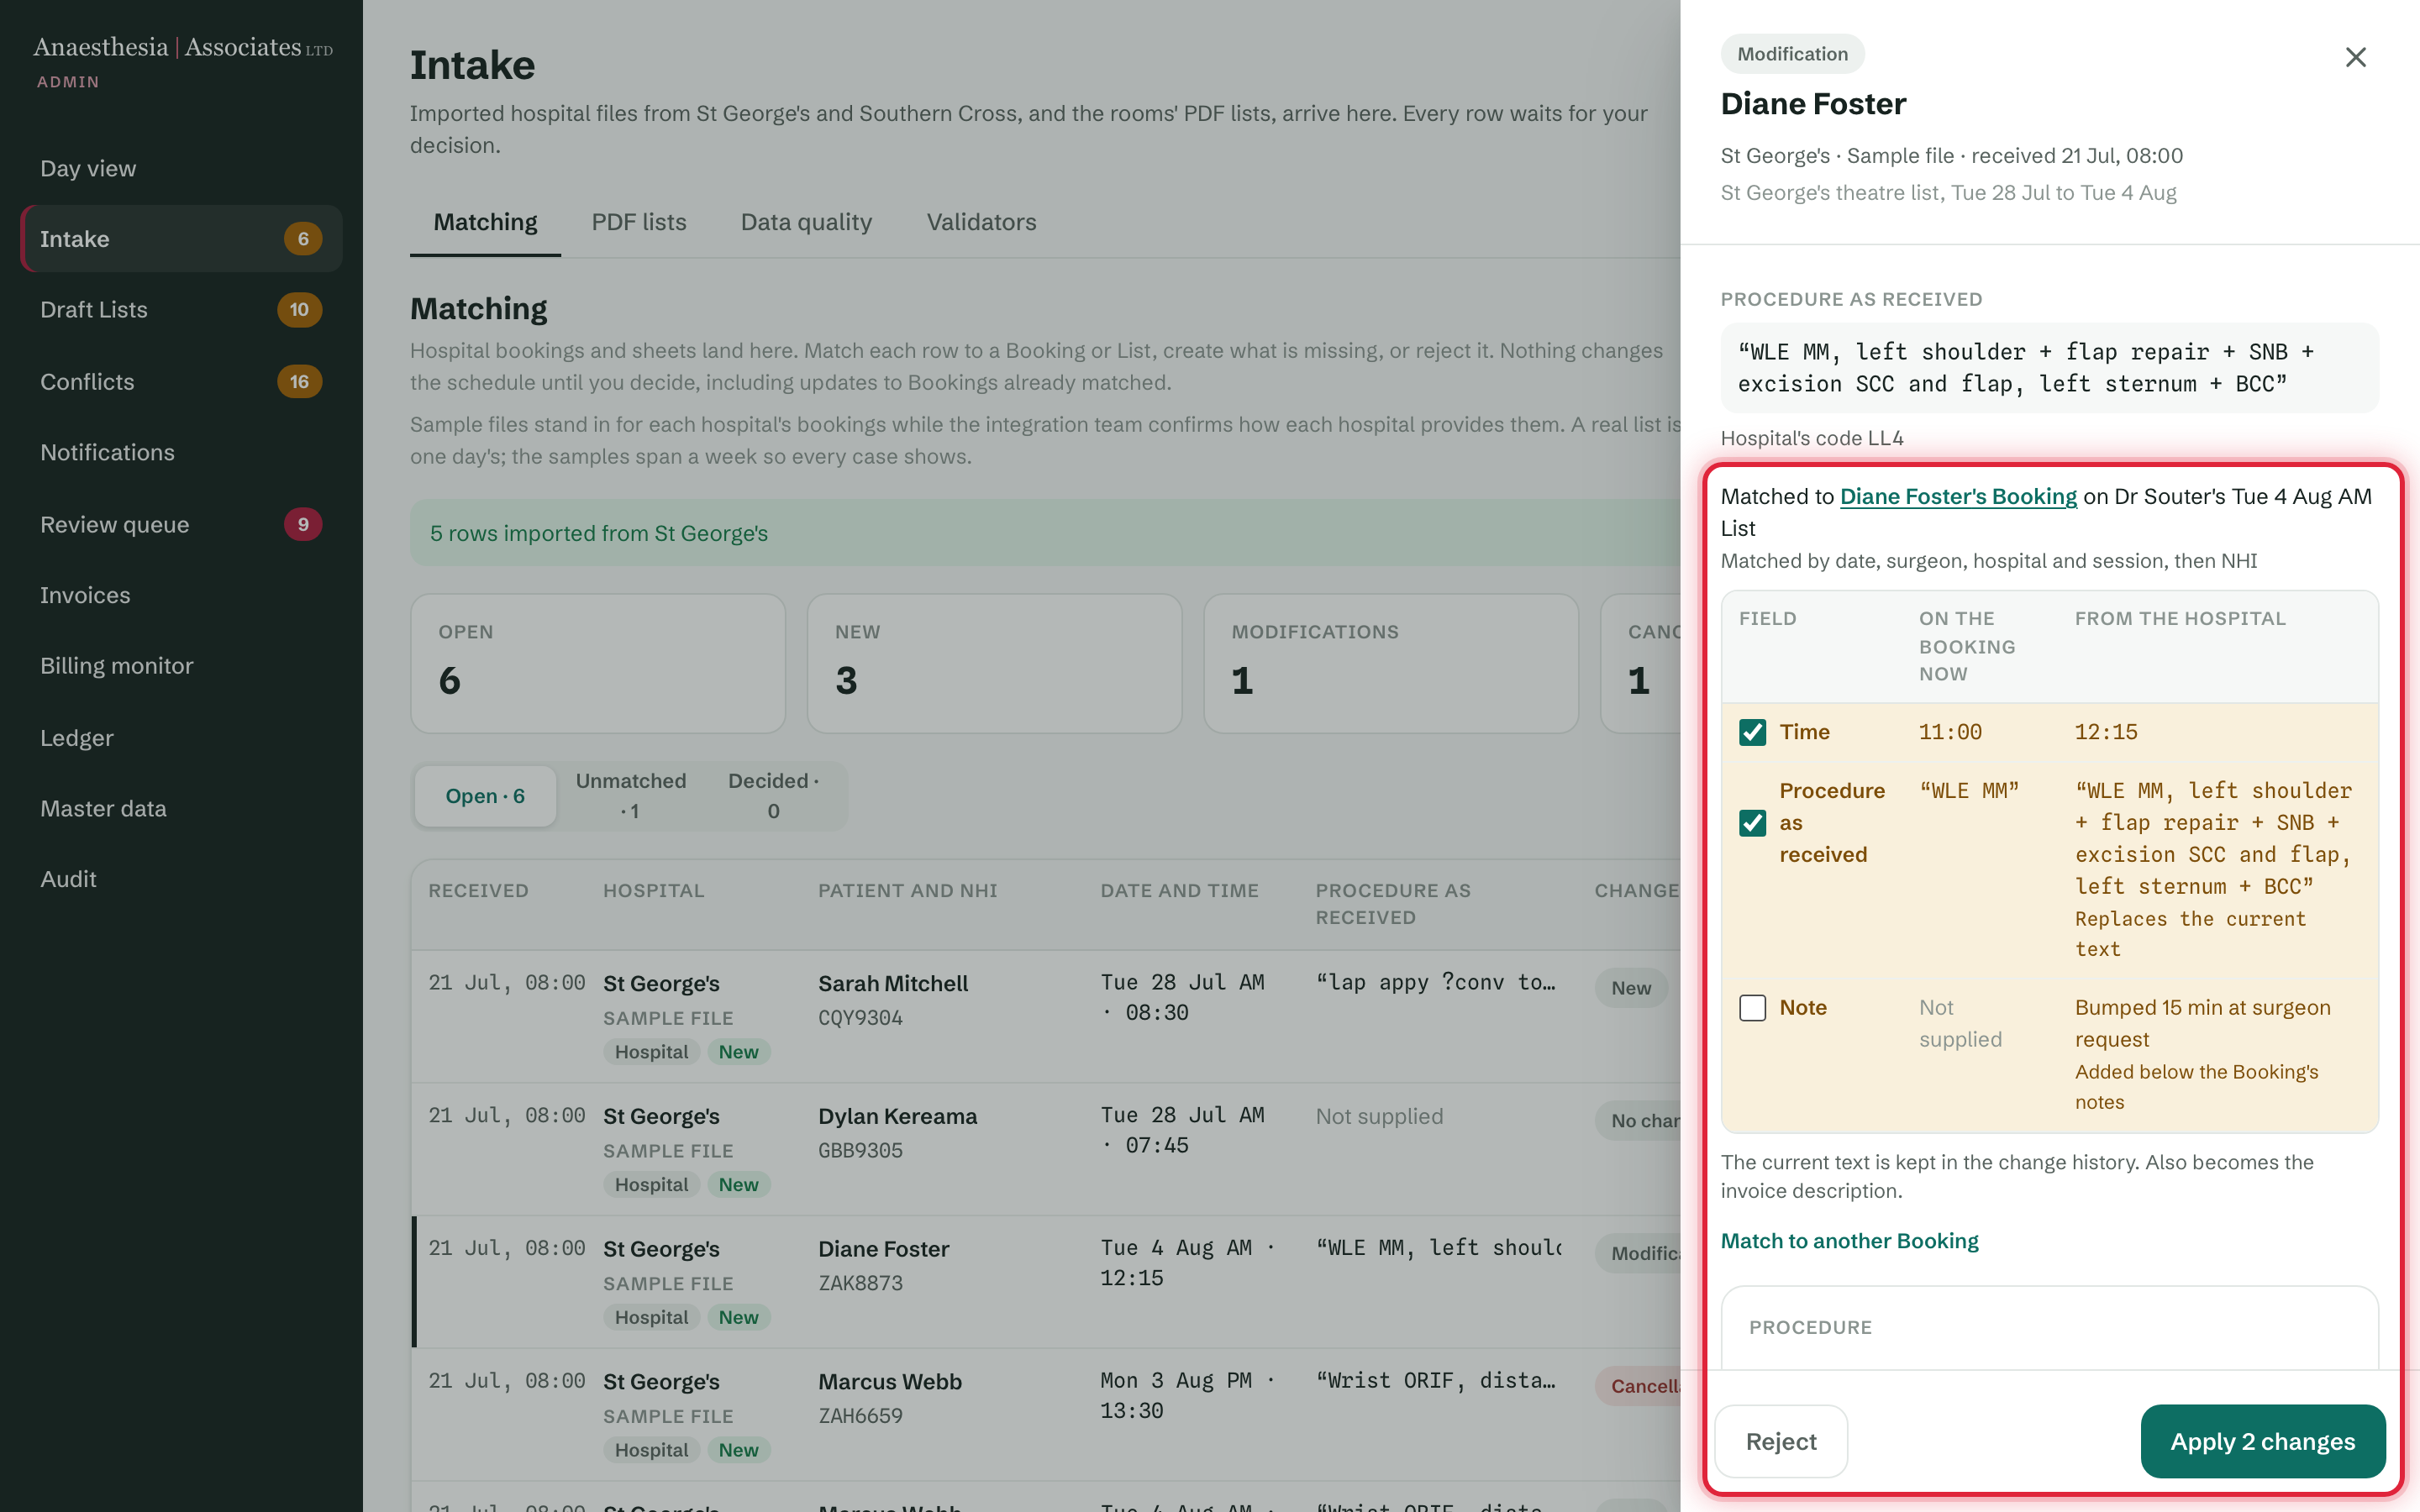 Anaesthesia | Associates LTD
ADMIN
Day view
Intake 6
Draft Lists 10
Conflicts 16
Notifications
Review queue 9
Invoices
Billing monitor
Ledger
Master data
Audit
Intake
Imported hospital files from St George's and Southern Cross, and the rooms' PDF lists, arrive here. Every row waits for your
decision.
Matching PDF lists Data quality Validators
Matching
Hospital bookings and sheets land here. Match each row to a Booking or List, create what is missing, or reject it. Nothing changes
the schedule until you decide, including updates to Bookings already matched.
Sample files stand in for each hospital's bookings while the integration team confirms how each hospital provides them. A real list is
one day's; the samples span a week so every case shows.
5 rows imported from St George's
OPEN
6
NEW
3
MODIFICATIONS
1
CANC
1
Open · 6
Unmatched
· 1
Decided ·
0
RECEIVED HOSPITAL PATIENT AND NHI DATE AND TIME PROCEDURE AS
RECEIVED
CHANGE
21 Jul, 08:00 St George's Sarah Mitchell Tue 28 Jul AM “lap appy ?conv to… New
SAMPLE FILE CQY9304 · 08:30
Hospital New
21 Jul, 08:00 St George's Dylan Kereama Tue 28 Jul AM Not supplied No char
SAMPLE FILE GBB9305 · 07:45
Hospital New
21 Jul, 08:00 St George's Diane Foster Tue 4 Aug AM · “WLE MM, left should Modific
SAMPLE FILE ZAK8873 12:15
Hospital New
21 Jul, 08:00 St George's Marcus Webb Mon 3 Aug PM · “Wrist ORIF, dista… Cancell
SAMPLE FILE ZAH6659 13:30
Hospital New
Modification
Diane Foster
St George's · Sample file · received 21 Jul, 08:00
St George's theatre list, Tue 28 Jul to Tue 4 Aug
PROCEDURE AS RECEIVED
“WLE MM, left shoulder + flap repair + SNB +
excision SCC and flap, left sternum + BCC”
Hospital's code LL4
Matched to Diane Foster's Booking on Dr Souter's Tue 4 Aug AM
List
Matched by date, surgeon, hospital and session, then NHI
FIELD
ON THE
BOOKING
NOW
FROM THE HOSPITAL
Time 11:00 12:15
Procedure
as
received
“WLE MM”
“WLE MM, left shoulder
+ flap repair + SNB +
excision SCC and flap,
left sternum + BCC”
Replaces the current
text
Note
Not
supplied
Bumped 15 min at surgeon
request
Added below the Booking's
notes
The current text is kept in the change history. Also becomes the
invoice description.
Match to another Booking
PROCEDURE
Reject
Apply 2 changes